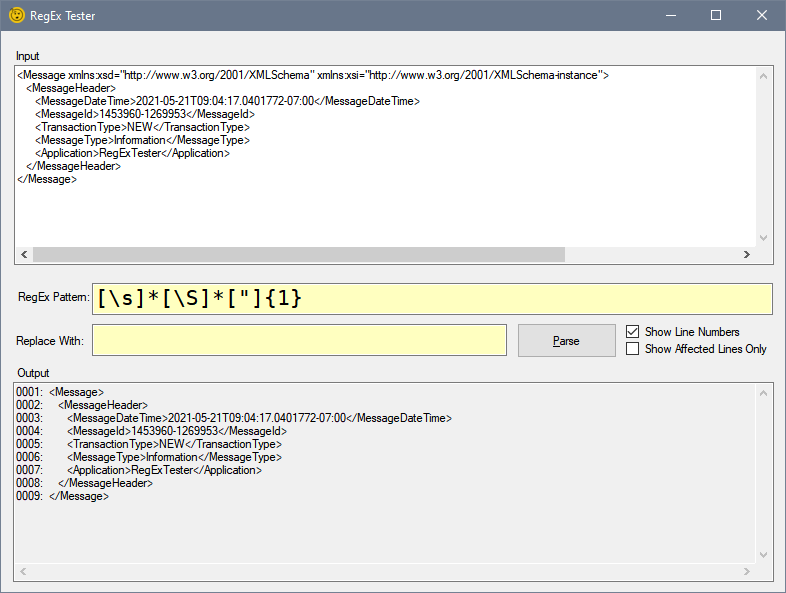 RegEx Tester
Input
<Message xmlns:xsd="http://www.w3.org/2001/XMLSchema" xmlns:xsi="http://www.w3.org/2001/XMLSchema-instance">
<MessageHeader>
<MessageDateTime>2021-05-21T09:04:17.0401772-07:00</MessageDateTime>
<MessageId>1453960-1269953</MessageId>
<TransactionType>NEW</TransactionType>
<MessageType>Information</MessageType>
<Application>RegExTester</Application>
</MessageHeader>
</Message>
RegEx Pattern: [\s]*[\S]*["]{1}
Replace With:
Parse
Show Line Numbers
Show Affected Lines Only
Output
0001: <Message>
0002: <MessageHeader>
0003: <MessageDateTime>2021-05-21T09:04:17.0401772-07:00</MessageDateTime>
0004: <MessageId>1453960-1269953</MessageId>
0005: <TransactionType>NEW</TransactionType>
0006: <MessageType>Information</MessageType>
0007: <Application>RegExTester</Application>
0008: </MessageHeader>
0009: </Message>